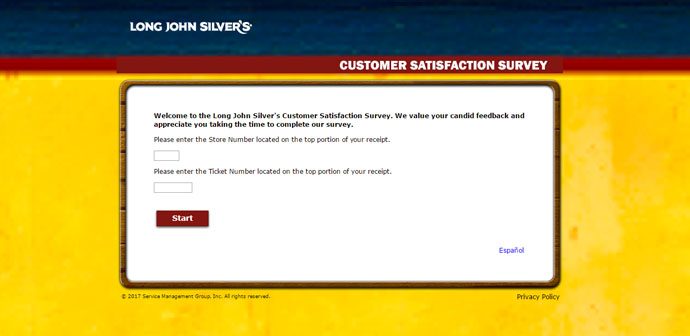 LONG JOHN SILVER'S
CUSTOMER SATISFACTION SURVEY
Welcome to the Long John Silver's Customer Satisfaction Survey. We value your candid feedback and
appreciate you taking the time to complete our survey.
Please enter the Store Number located on the top portion of your receipt.
Please enter the Ticket Number located on the top portion of your receipt.
Start
Español
© 2017 Service Management Group, Inc. All rights reserved.
Privacy Policy